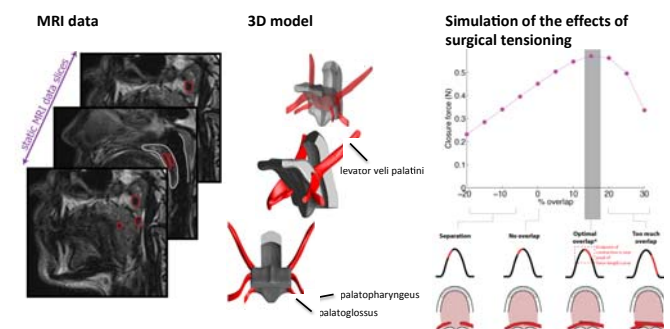 MRI data
static MRI data slices
3D model
levator veli palatini
palatopharyngeus
palatoglossus
Simulation of the effects of
surgical tensioning
Closure force (N)
0.5
0.4
0.3
0.2
0.1
0
-20
-10
0
10
20
30
% overlap
Separation
No overlap
Optimal
overlap*
Too much
overlap